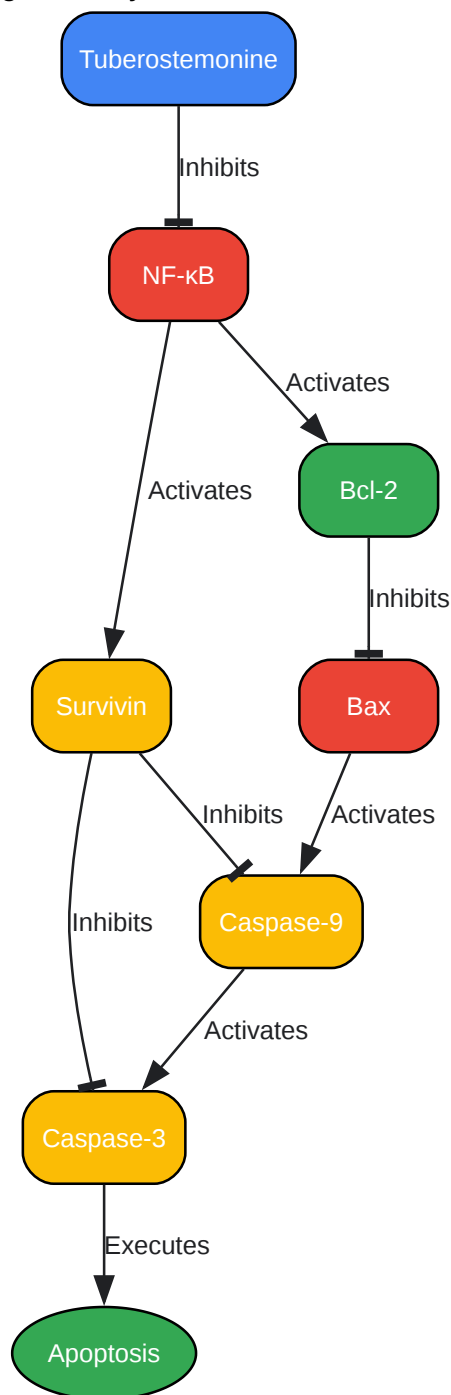 Tuberostemonine
Inhibits
NF-κB
Activates
Activates
Bcl-2
Inhibits
Survivin
Bax
Inhibits
Activates
Inhibits
Caspase-9
Activates
Caspase-3
Executes
Apoptosis